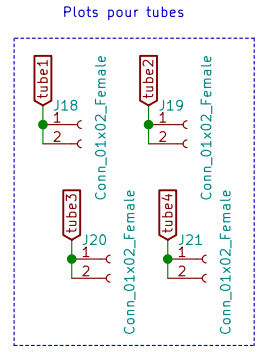 Plots pour tubes
tube1
J18
1
2
Conn_01x02_Female
tube2
J19
1
2
Conn_01x02_Female
tube3
J20
1
2
Conn_01x02_Female
tube4
J21
1
2
Conn_01x02_Female